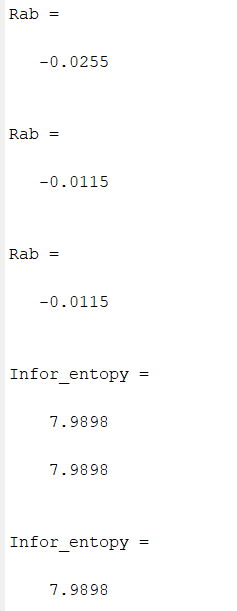 Rab =
-0.0255
Rab =
-0.0115
Rab =
-0.0115
Infor_entopy =
7.9898
7.9898
Infor_entopy =
7.9898